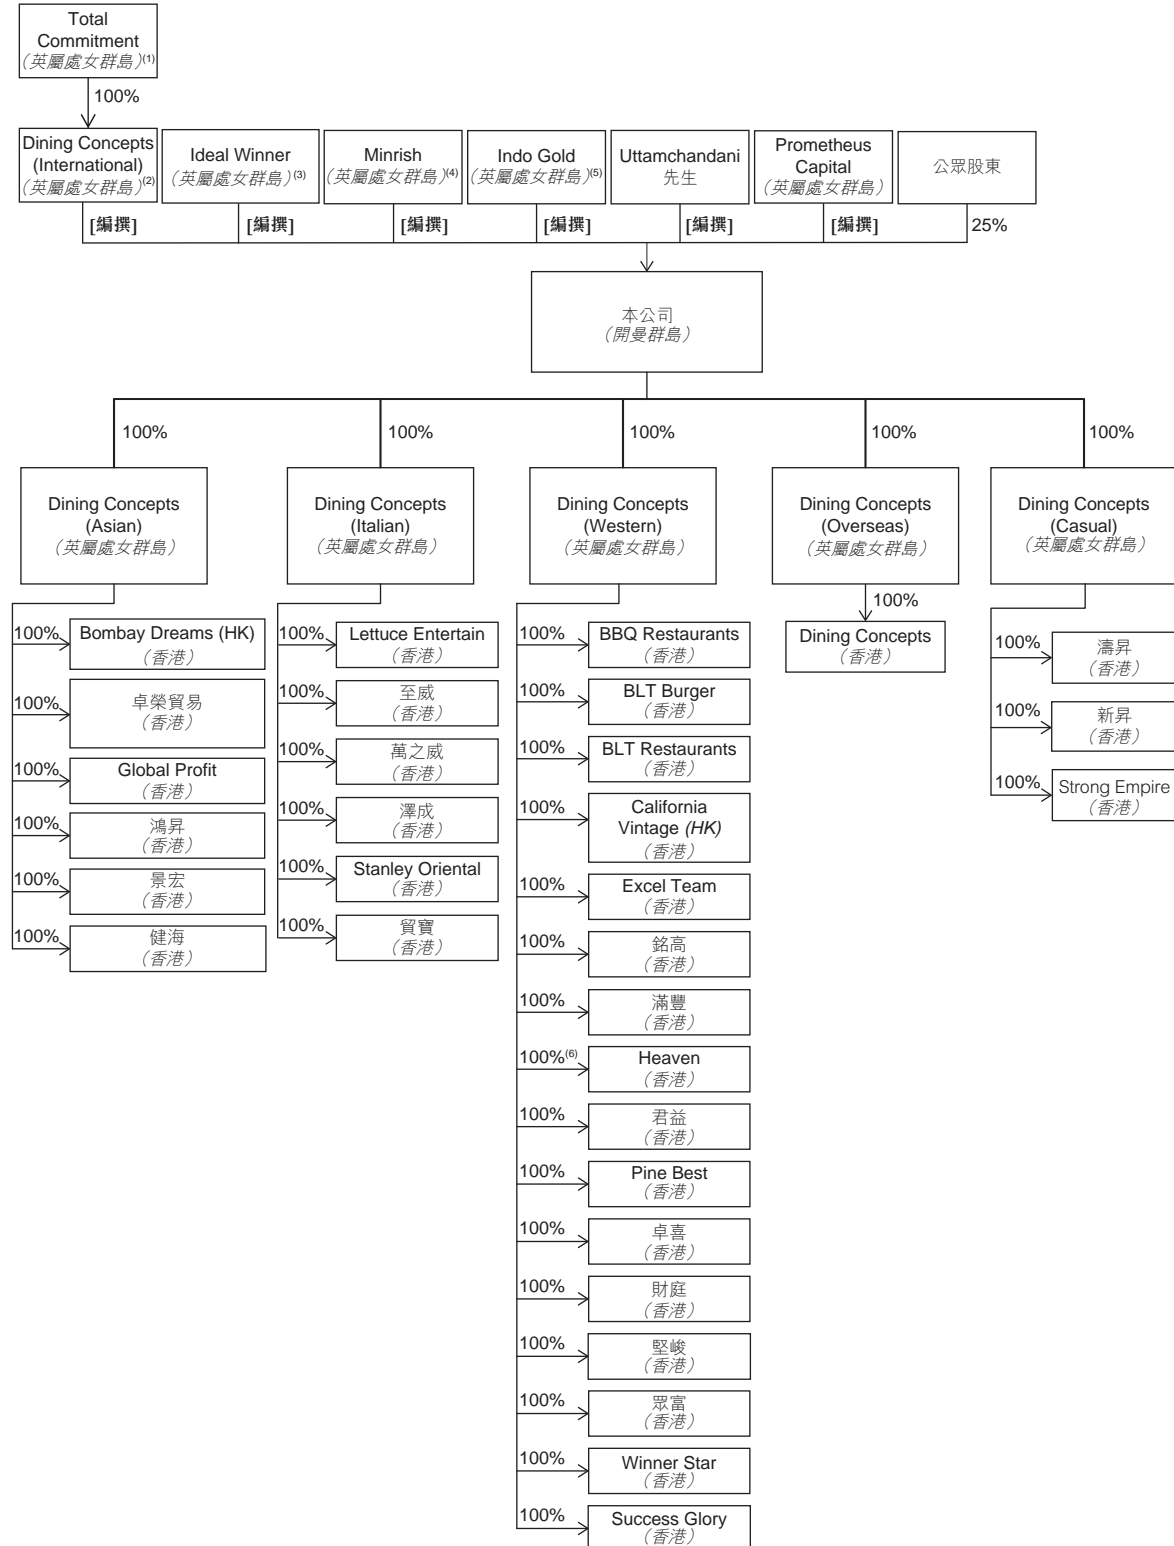 Total
Commitment
（英屬處女群島）(1)
100%
Dining Concepts
(International)
（英屬處女群島）(2)
Ideal Winner
（英屬處女群島）(3)
Minrish
（英屬處女群島）(4)
Indo Gold
（英屬處女群島）(5)
Uttamchandani
先生
Prometheus
Capital
（英屬處女群島）
公眾股東
[編撰]
[編撰]
[編撰]
[編撰]
[編撰]
[編撰]
25%
本公司
（開曼群島）
100%
100%
100%
100%
100%
Dining Concepts
(Asian)
（英屬處女群島）
Dining Concepts
(Italian)
（英屬處女群島）
Dining Concepts
(Western)
（英屬處女群島）
Dining Concepts
(Overseas)
（英屬處女群島）
Dining Concepts
(Casual)
（英屬處女群島）
100%
Bombay Dreams (HK)
（香港）
100%
卓榮貿易
（香港）
100%
Global Profit
（香港）
100%
鴻昇
（香港）
100%
景宏
（香港）
100%
健海
（香港）
100%
Lettuce Entertain
（香港）
100%
至威
（香港）
100%
萬之威
（香港）
100%
澤成
（香港）
100%
Stanley Oriental
（香港）
100%
貿寶
（香港）
100%
BBQ Restaurants
（香港）
100%
BLT Burger
（香港）
100%
BLT Restaurants
（香港）
100%
California
Vintage (HK)
（香港）
100%
Excel Team
（香港）
100%
銘高
（香港）
100%
滿豐
（香港）
100%(6)
Heaven
（香港）
100%
君益
（香港）
100%
Pine Best
（香港）
100%
卓喜
（香港）
100%
財庭
（香港）
100%
堅峻
（香港）
100%
眾富
（香港）
100%
Winner Star
（香港）
100%
Success Glory
（香港）
100%
Dining Concepts
（香港）
100%
濤昇
（香港）
100%
新昇
（香港）
100%
Strong Empire
（香港）